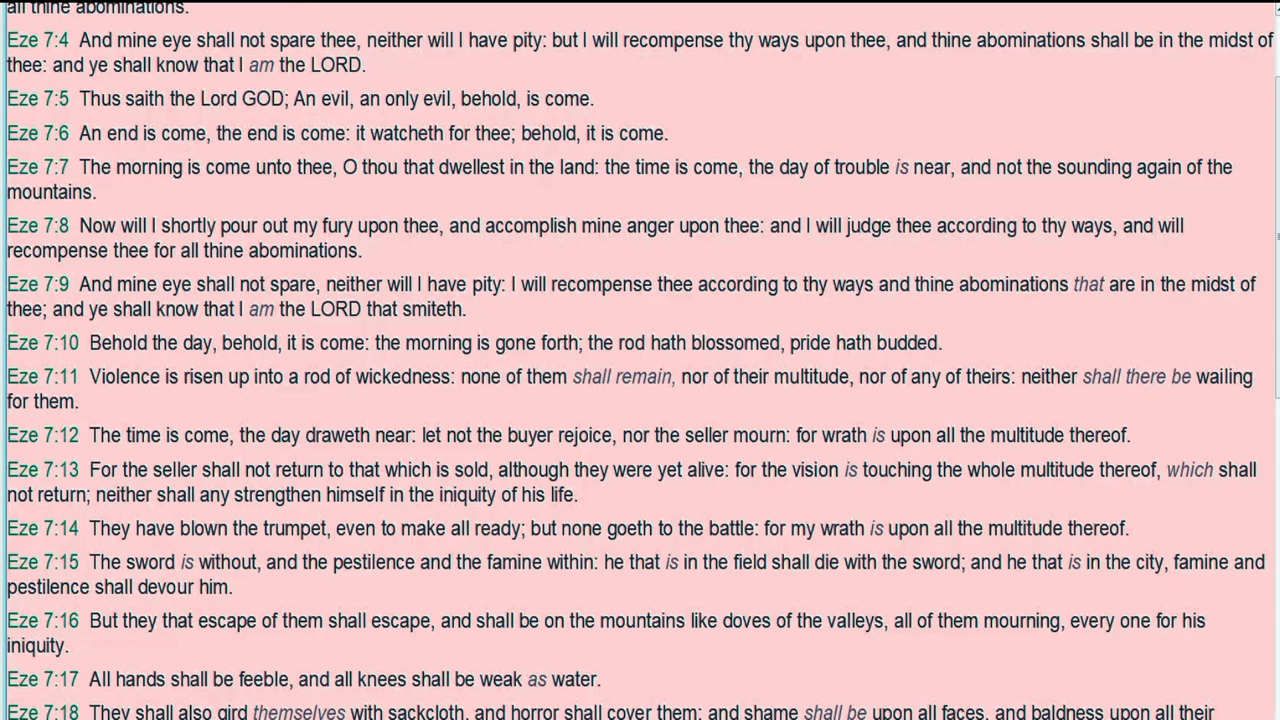 all thine abominations.
Eze 7:4 And mine eye shall not spare thee, neither will I have pity: but I will recompense thy ways upon thee, and thine abominations shall be in the midst of
thee: and ye shall know that I am the LORD.
Eze 7:5 Thus saith the Lord GOD; An evil, an only evil, behold, is come.
Eze 7:6 An end is come, the end is come: it watcheth for thee; behold, it is come.
Eze 7:7 The morning is come unto thee, O thou that dwellest in the land: the time is come, the day of trouble is near, and not the sounding again of the
mountains.
Eze 7:8 Now will I shortly pour out my fury upon thee, and accomplish mine anger upon thee: and I will judge thee according to thy ways, and will
recompense thee for all thine abominations.
Eze 7:9 And mine eye shall not spare, neither will I have pity: I will recompense thee according to thy ways and thine abominations that are in the midst of
thee; and ye shall know that I am the LORD that smiteth.
Eze 7:10 Behold the day, behold, it is come: the morning is gone forth; the rod hath blossomed, pride hath budded.
Eze 7:11 Violence is risen up into a rod of wickedness: none of them shall remain, nor of their multitude, nor of any of theirs: neither shall there be wailing
for them.
Eze 7:12 The time is come, the day draweth near: let not the buyer rejoice, nor the seller mourn: for wrath is upon all the multitude thereof.
Eze 7:13 For the seller shall not return to that which is sold, although they were yet alive: for the vision is touching the whole multitude thereof, which shall
not return; neither shall any strengthen himself in the iniquity of his life.
Eze 7:14 They have blown the trumpet, even to make all ready; but none goeth to the battle: for my wrath is upon all the multitude thereof.
Eze 7:15 The sword is without, and the pestilence and the famine within: he that is in the field shall die with the sword; and he that is in the city, famine and
pestilence shall devour him.
Eze 7:16 But they that escape of them shall escape, and shall be on the mountains like doves of the valleys, all of them mourning, every one for his
iniquity.
Eze 7:17 All hands shall be feeble, and all knees shall be weak as water.
Eze 7:18 They shall also gird themselves with sackcloth, and horror shall cover them; and shame shall be upon all faces, and baldness upon all their